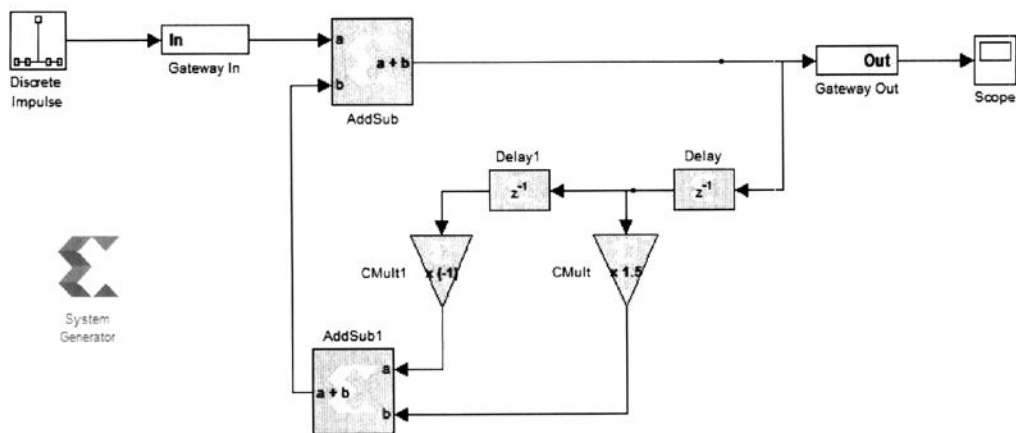 Discrete
Impulse
In
Gateway In
a
b
a + b
AddSub
Out
Gateway Out
Scope
Delay1
z-1
Delay
z-1
CMult1
x (-1)
CMult
x 1.5
System
Generator
AddSub1
a + b
a
b